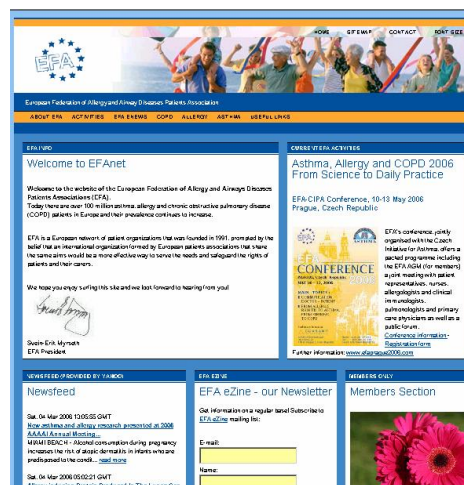 HOME SITEMAP CONTACT FONT SIZE
EFA
European Federation of Allergy and Airway Diseases Patients Association
ABOUT EFA ACTIVITIES EFA ENEWS COPD ALLERGY ASTHMA USEFUL LINKS
EFA INFO
Welcome to EFAnet
Welcome to the website of the European Federation of Allergy and Airways Diseases
Patients Associations (EFA).
Today there are over 100 million asthma, allergy and chronic obstructive pulmonary disease
(COPD) patients in Europe and their prevalence continues to increase.
EFA is a European network of patient organizations that was founded in 1991, prompted by the
belief that an international organization formed by European patients associations that share
the same aims would be a more effective way to serve the needs and safeguard the rights of
patients and their carers.
We hope you enjoy surfing this site and we look forward to hearing from you!
Svein-Erik Myrseth
EFA President
CURRENT EFA ACTIVITIES
Asthma, Allergy and COPD 2006
From Science to Daily Practice
EFA-CIPA Conference, 10-13 May 2006
Prague, Czech Republic
ASTHMA
CONFERENCE
EFA's conference, jointly
organised with the Czech
Initiative for Asthma, offers a
packed programme including
the EFA AGM (for members)
a joint meeting with patient
representatives, nurses,
allergologists and clinical
immunologists,
pulmonologists and primary
care physicians as well as a
public forum.
Conference information -
Registration form
Further information: www.efaprague2006.com
NEWSFEED (PROVIDED BY YAHOO)
Newsfeed
Sat, 04 Mar 2006 13:05:55 GMT
New asthma and allergy research presented at 2006
AAAAI Annual Meeting...
MIAMI BEACH - Alcohol consumption during pregnancy
increases the risk of atopic dermatitis in infants who are
predisposed to the condit... read more
Sat, 04 Mar 2006 05:02:21 GMT
EFA EZINE
EFA eZine - our Newsletter
Get information on a regular base! Subscribe to
EFA eZine mailing list:
E-mail:
Name:
MEMBERS ONLY
Members Section